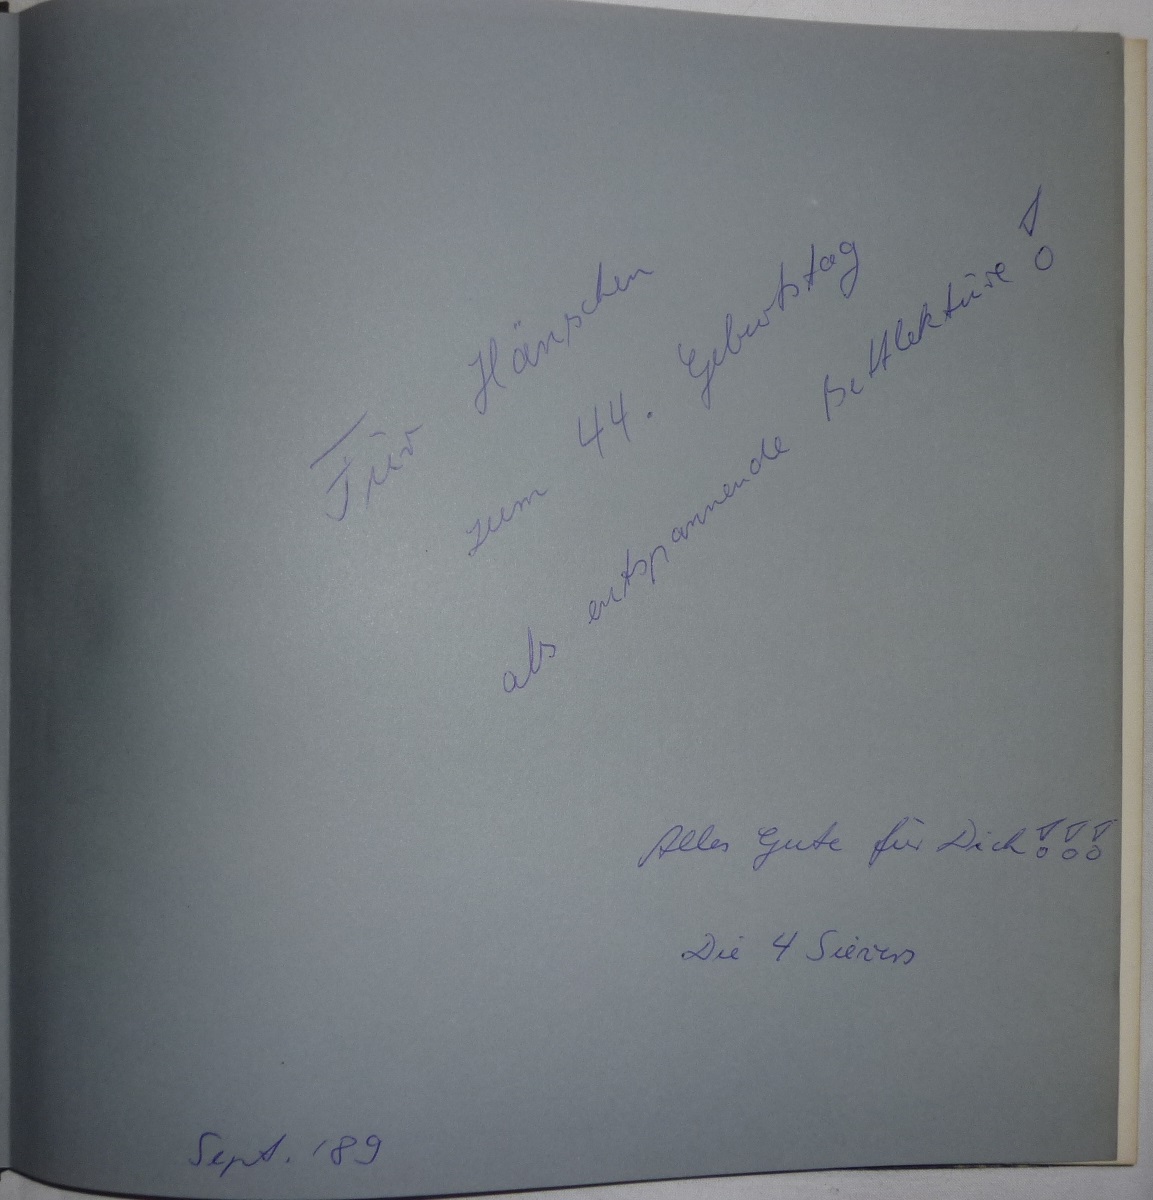 Für Hänschen
zum 44. Geburtstag
als entspannende Bettlektüre!
Alles Gute für Dich!!!
Die 4 Sievers
Sept. '89